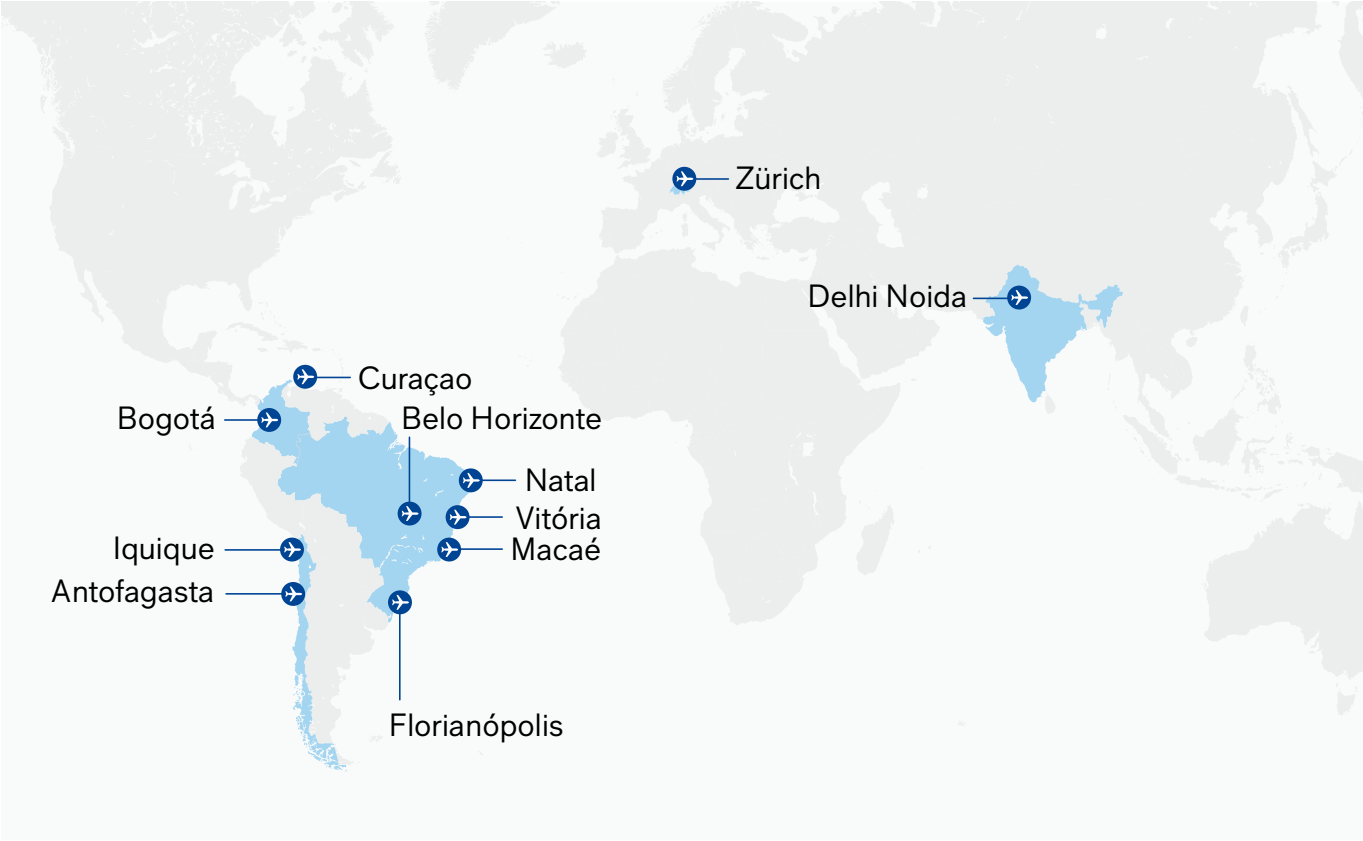 Zürich
Delhi Noida
Curaçao
Bogotá
Belo Horizonte
Natal
Vitória
Iquique
Macaé
Antofagasta
Florianópolis